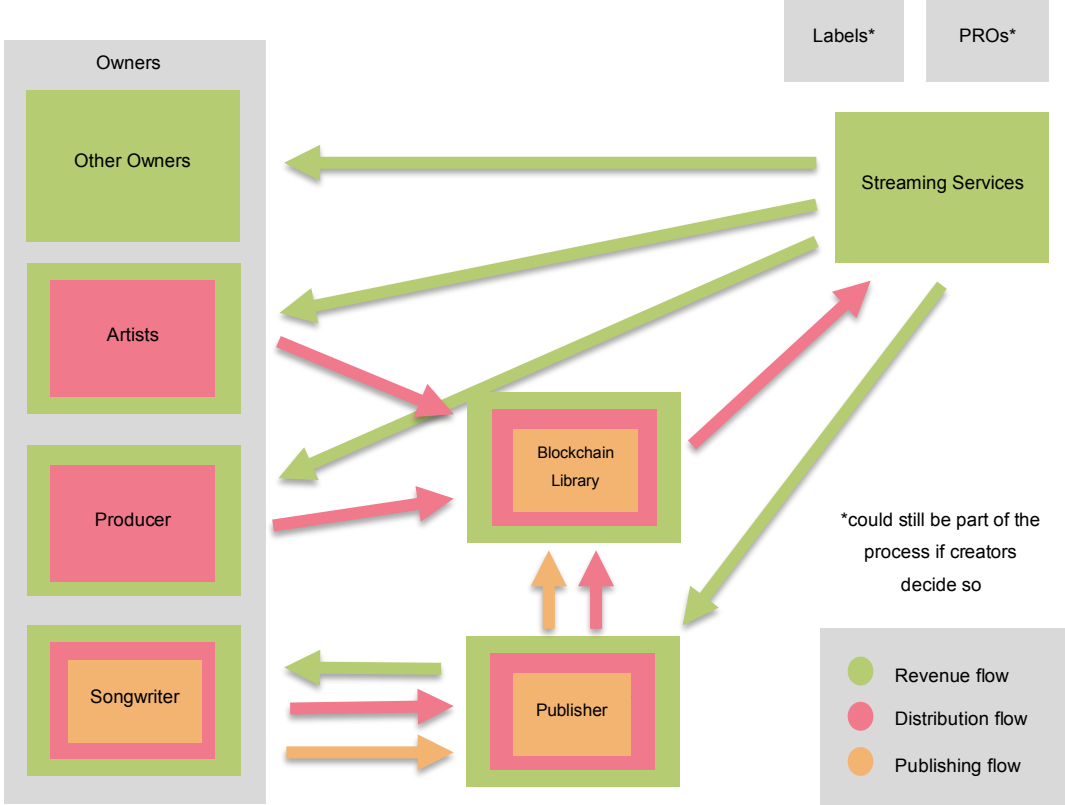 Labels*
PROs*
Owners
Other Owners
Streaming Services
Artists
Blockchain
Library
Producer
*could still be part of the
process if creators
decide so
Songwriter
Publisher
Revenue flow
Distribution flow
Publishing flow